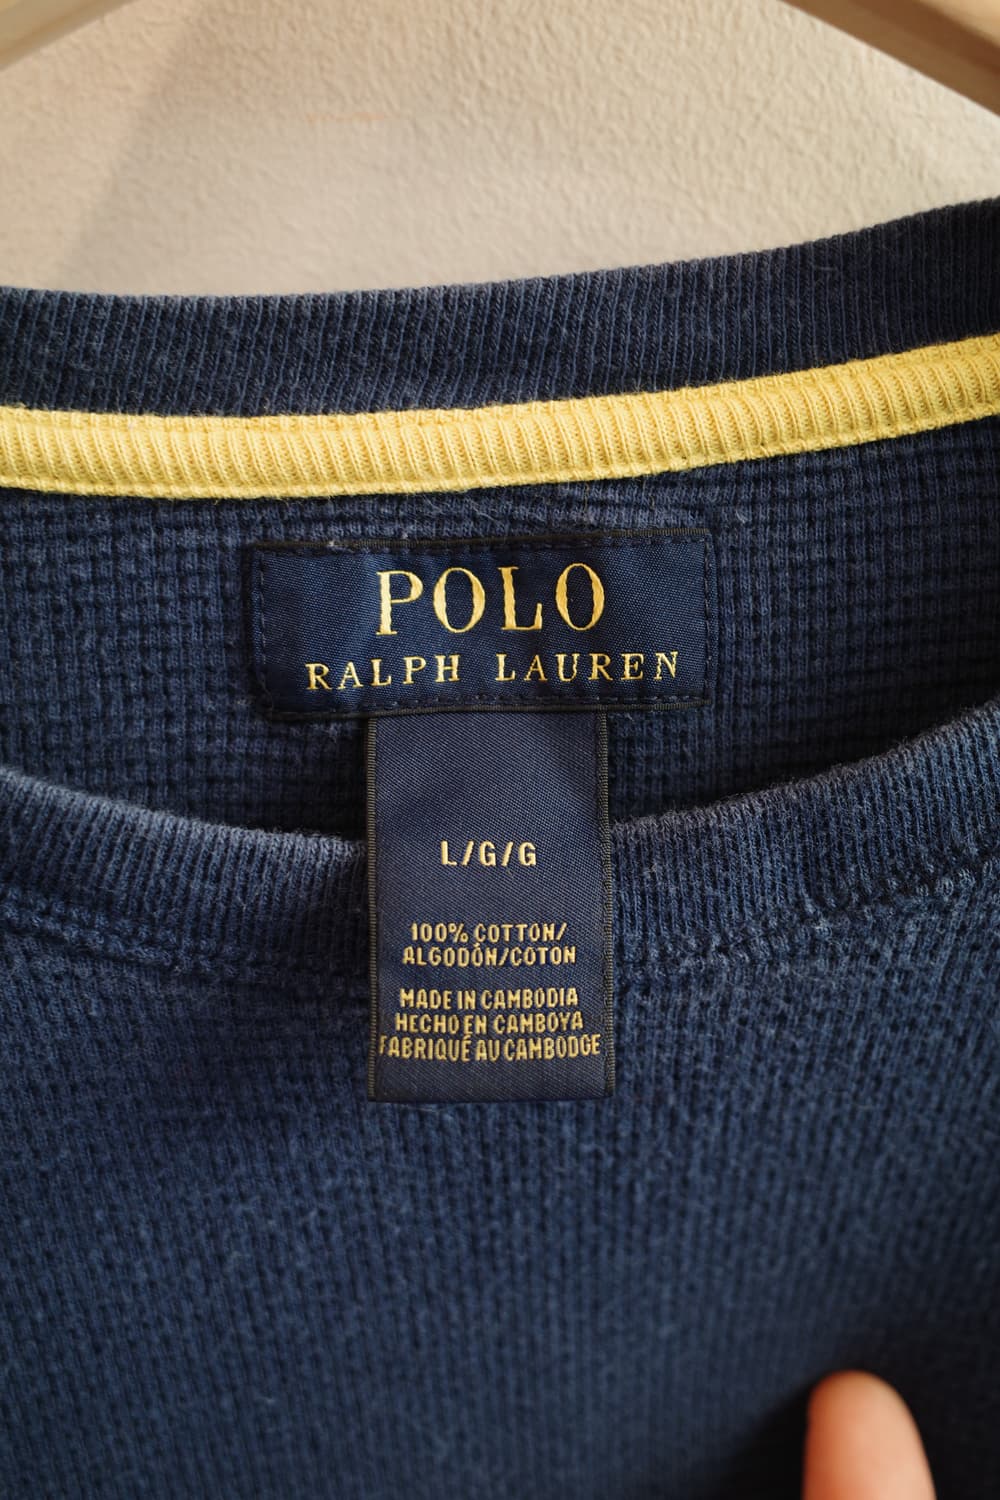 POLO
RALPH LAUREN
L/G/G
100% COTTON/
ALGODÓN/COTON
MADE IN CAMBODIA
HECHO EN CAMBOYA
FABRIQUÉ AU CAMBODGE